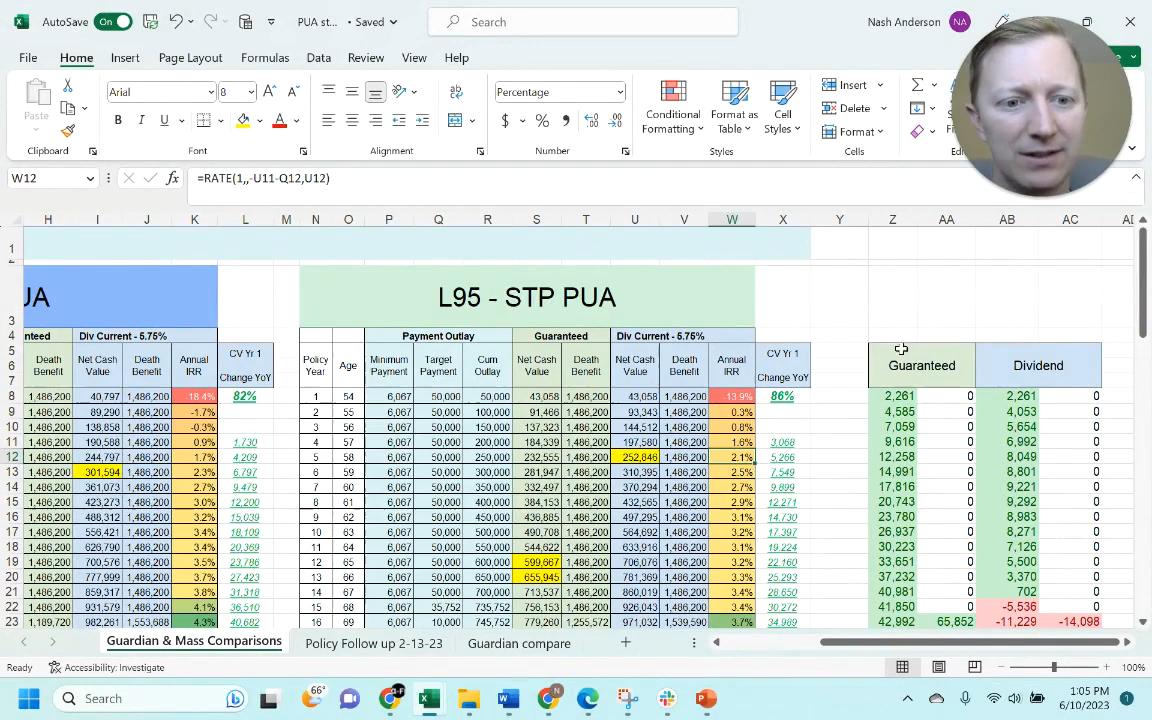 AutoSave On PUA st... • Saved Search Nash Anderson NA
File Home Insert Page Layout Formulas Data Review View Help
Paste Arial 8 Percentage Conditional Formatting Format as Table Cell Styles Insert Delete Format
Clipboard Font Alignment Number Styles Cells
W12 fx =RATE(1,,-U11-Q12,U12)
H I J K L M N O P Q R S T U V W X Y Z AA AB AC
1
3 UA L95 - STP PUA
4 nteed Div Current - 5.75% Payment Outlay Guaranteed Div Current - 5.75%
5 Death Benefit Net Cash Value Death Benefit Annual IRR CV Yr 1 Policy Year Age Minimum Payment Target Payment Cum Outlay Net Cash Value Death Benefit Net Cash Value Death Benefit Annual IRR CV Yr 1 Guaranteed Dividend
6
7 Change YoY Change YoY
8 1,486,200 40,797 1,486,200 -18.4% 82% 1 54 6,067 50,000 50,000 43,058 1,486,200 43,058 1,486,200 -13.9% 86% 2,261 0 2,261 0
9 1,486,200 89,290 1,486,200 -1.7% 2 55 6,067 50,000 100,000 91,466 1,486,200 93,343 1,486,200 0.3% 4,585 0 4,053 0
10 1,486,200 138,858 1,486,200 -0.3% 3 56 6,067 50,000 150,000 137,323 1,486,200 144,512 1,486,200 0.8% 7,059 0 5,654 0
11 1,486,200 190,588 1,486,200 0.9% 1,730 4 57 6,067 50,000 200,000 184,339 1,486,200 197,580 1,486,200 1.6% 3,068 9,616 0 6,992 0
12 1,486,200 244,797 1,486,200 1.7% 4,209 5 58 6,067 50,000 250,000 232,555 1,486,200 252,846 1,486,200 2.1% 5,266 12,258 0 8,049 0
13 1,486,200 301,594 1,486,200 2.3% 6,797 6 59 6,067 50,000 300,000 281,947 1,486,200 310,395 1,486,200 2.5% 7,549 14,991 0 8,801 0
14 1,486,200 361,073 1,486,200 2.7% 9,479 7 60 6,067 50,000 350,000 332,497 1,486,200 370,294 1,486,200 2.7% 9,899 17,816 0 9,221 0
15 1,486,200 423,273 1,486,200 3.0% 12,200 8 61 6,067 50,000 400,000 384,153 1,486,200 432,565 1,486,200 2.9% 12,271 20,743 0 9,292 0
16 1,486,200 488,312 1,486,200 3.2% 15,039 9 62 6,067 50,000 450,000 436,885 1,486,200 497,295 1,486,200 3.1% 14,730 23,780 0 8,983 0
17 1,486,200 556,421 1,486,200 3.4% 18,109 10 63 6,067 50,000 500,000 490,708 1,486,200 564,692 1,486,200 3.2% 17,397 26,937 0 8,271 0
18 1,486,200 626,790 1,486,200 3.4% 20,369 11 64 6,067 50,000 550,000 544,622 1,486,200 633,916 1,486,200 3.1% 19,224 30,223 0 7,126 0
19 1,486,200 700,576 1,486,200 3.5% 23,786 12 65 6,067 50,000 600,000 599,667 1,486,200 706,076 1,486,200 3.2% 22,160 33,651 0 5,500 0
20 1,486,200 777,999 1,486,200 3.7% 27,423 13 66 6,067 50,000 650,000 655,945 1,486,200 781,369 1,486,200 3.3% 25,293 37,232 0 3,370 0
21 1,486,200 859,317 1,486,200 3.8% 31,318 14 67 6,067 50,000 700,000 713,537 1,486,200 860,019 1,486,200 3.4% 28,650 40,981 0 702 0
22 1,486,200 931,579 1,486,200 4.1% 36,510 15 68 6,067 35,752 735,752 756,153 1,486,200 926,043 1,486,200 3.4% 30,272 41,850 0 -5,536 0
23 1,189,720 982,261 1,553,688 4.3% 40,682 16 69 6,067 10,000 745,752 779,260 1,255,572 971,032 1,539,590 3.7% 34,989 42,992 65,852 -11,229 -14,098
Guardian & Mass Comparisons Policy Follow up 2-13-23 Guardian compare
Ready Accessibility: Investigate 100%
Search 66° 1:05 PM
6/10/2023